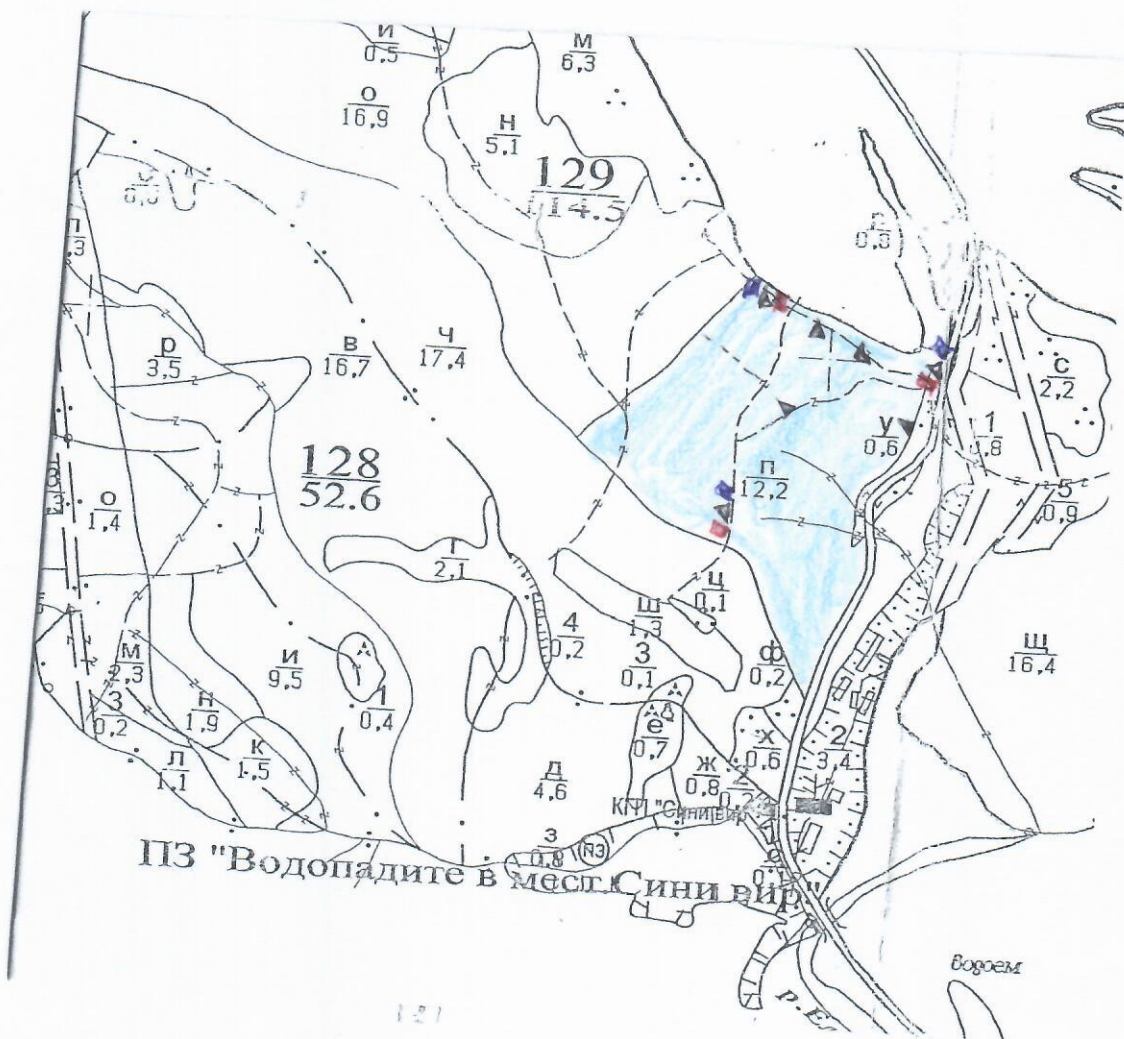 и
0,5
м
6,3
о
16,9
н
5,1
129
114.5
0,8
р
3,5
в
16,7
ч
17,4
с
2,2
у
0,6
1
128
52.6
п
12,2
5
0,9
о
1,4
г
2,1
ц
0,1
ш
1,3
4
0,2
3
0,1
ф
0,2
щ
16,4
м
2,3
и
9,5
1
0,4
3
0,2
н
1,9
е
0,7
х
0,6
2
3,4
л
1,1
к
1,5
д
4,6
ж
0,8
з
0,8
ПЗ
ПЗ "Водопадите в мест. Сини вир"
Водоем